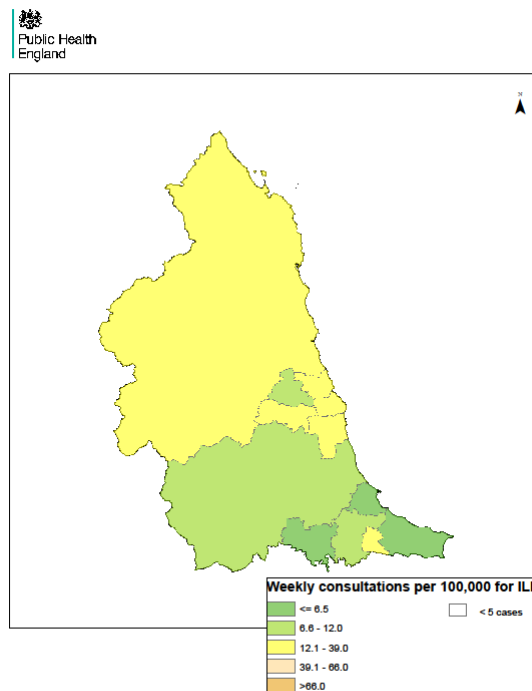 Public Health
England
N
Weekly consultations per 100,000 for ILI
<= 6.5
< 5 cases
6.6 - 12.0
12.1 - 39.0
39.1 - 66.0
>66.0